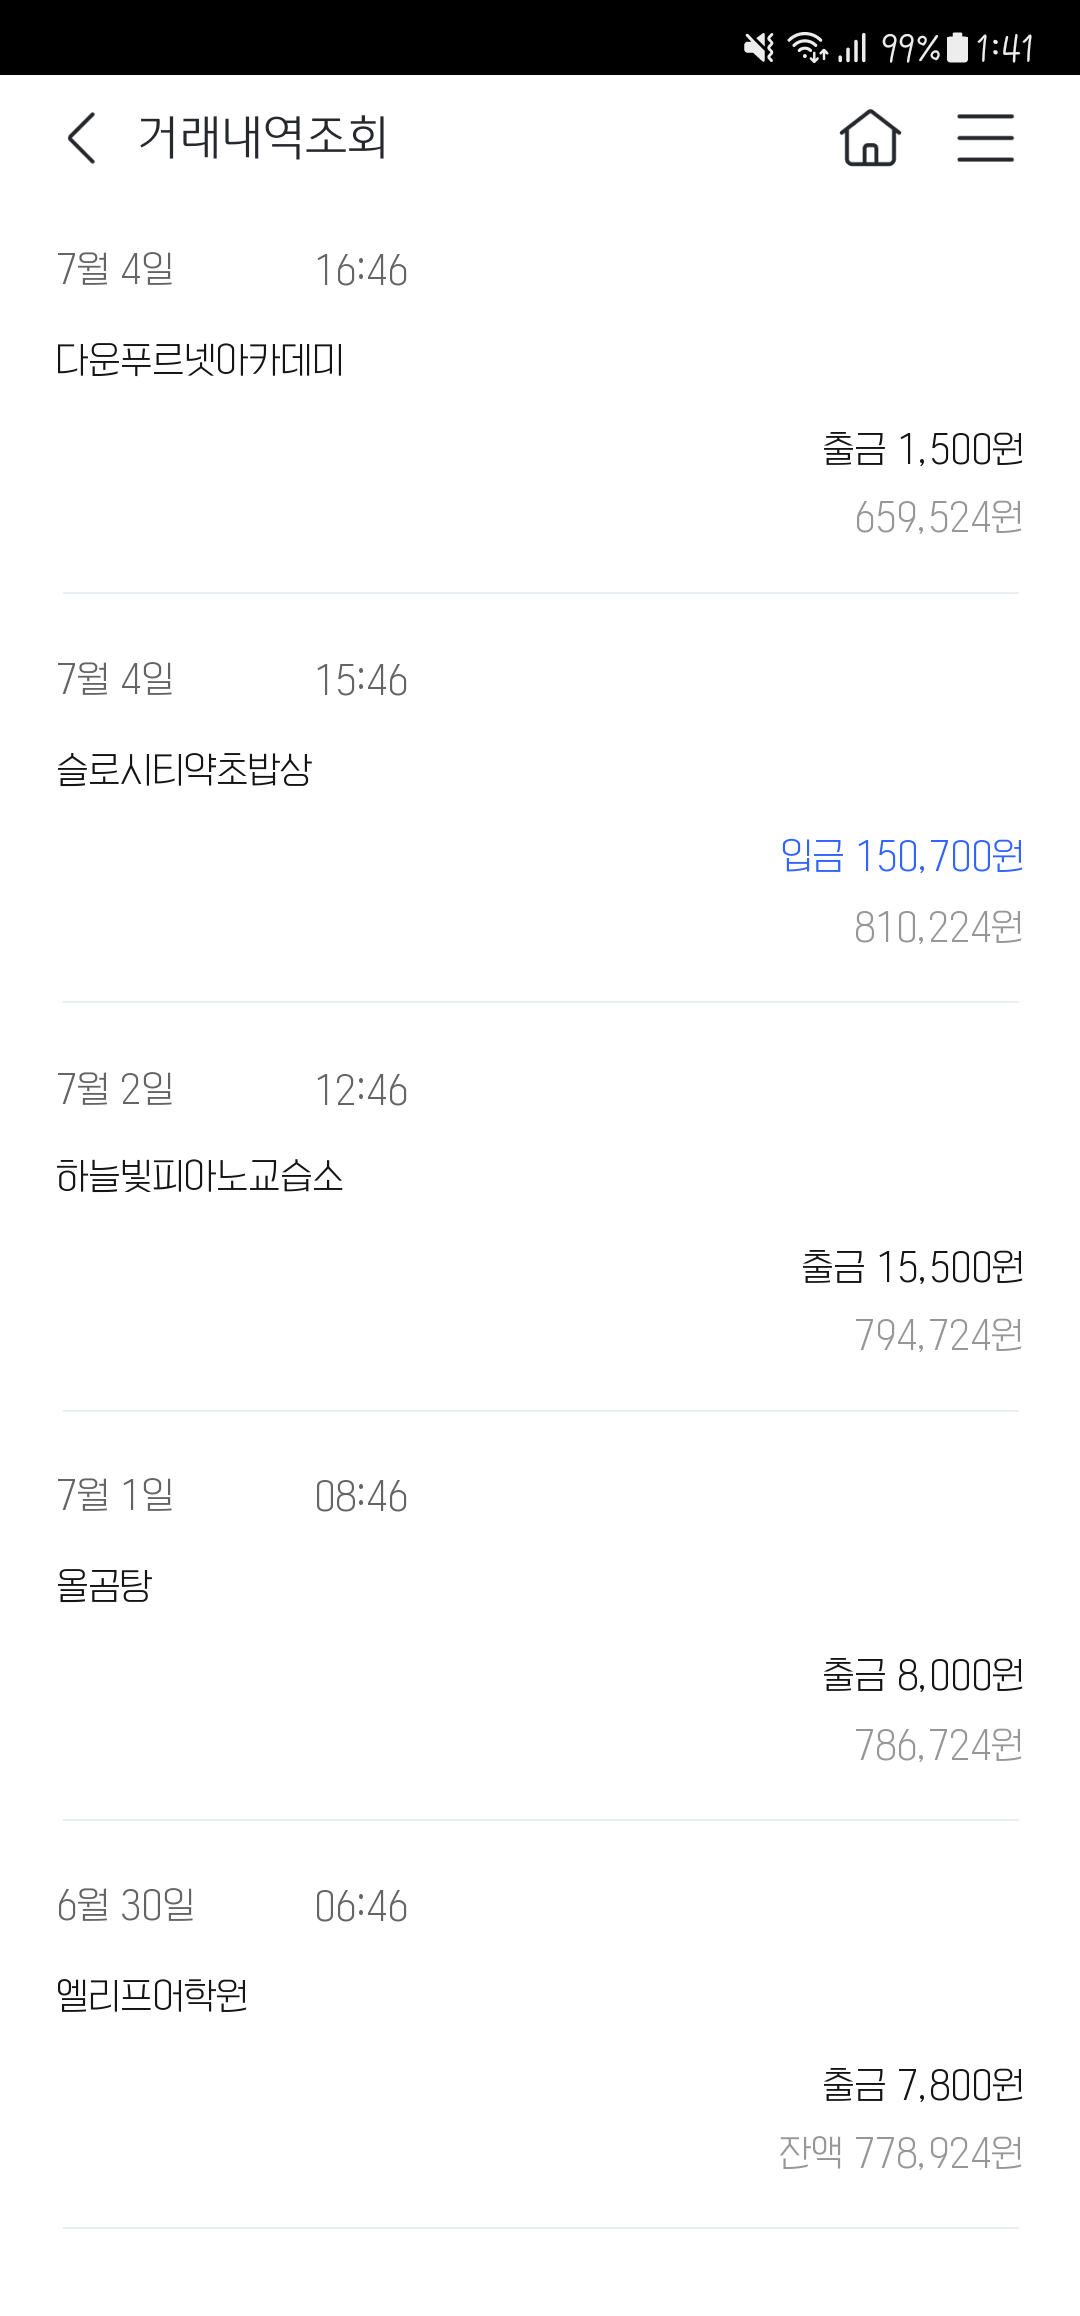 99% 1:41
거래내역조회
7월 4일 16:46
다운푸르넷아카데미
출금 1,500원
659,524원
7월 4일 15:46
슬로시티약초밥상
입금 150,700원
810,224원
7월 2일 12:46
하늘빛피아노교습소
출금 15,500원
794,724원
7월 1일 08:46
올곰탕
출금 8,000원
786,724원
6월 30일 06:46
엘리프어학원
출금 7,800원
잔액 778,924원